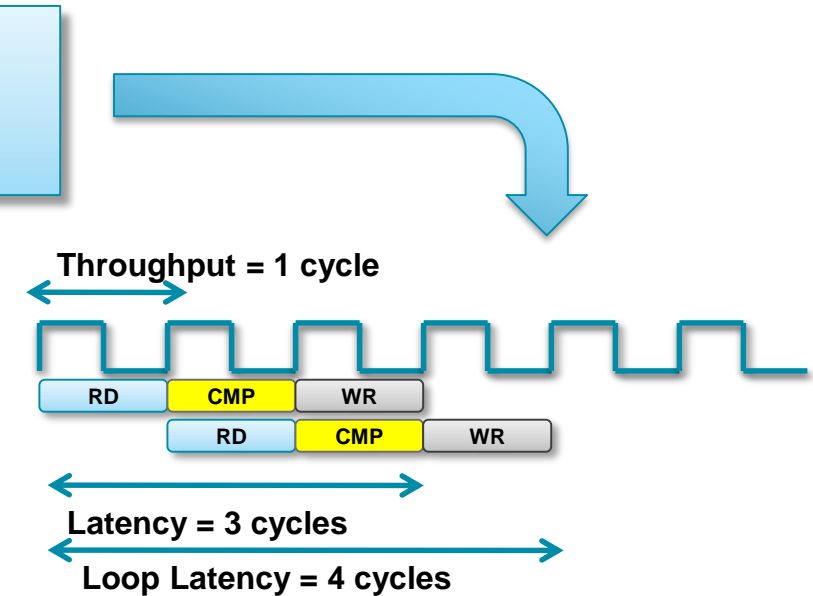 Throughput = 1 cycle
RD CMP WR
RD CMP WR
Latency = 3 cycles
Loop Latency = 4 cycles